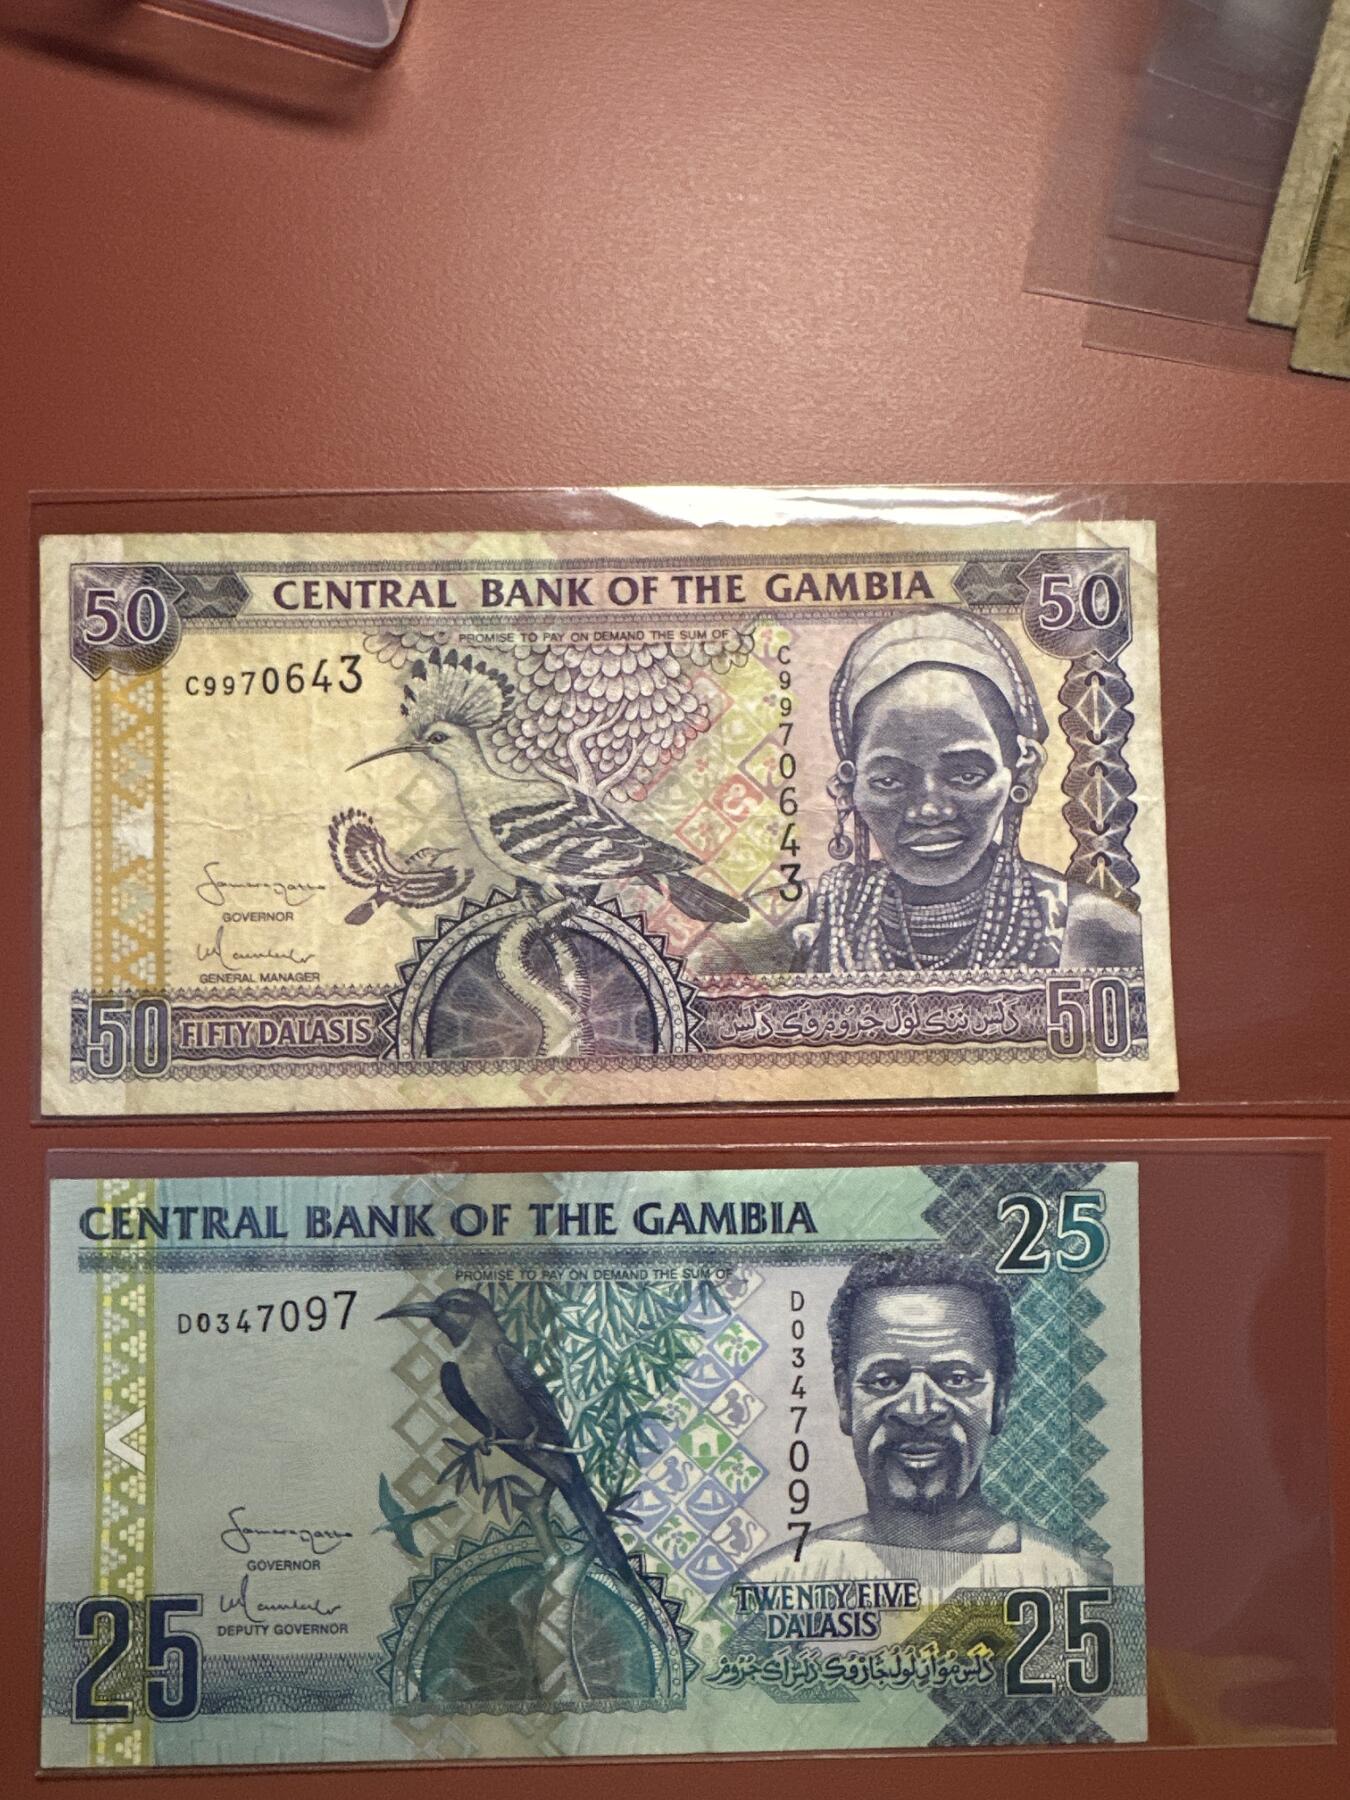 50 CENTRAL BANK OF THE GAMBIA 50
PROMISE TO PAY ON DEMAND THE SUM OF
C9970643
C9970643
GOVERNOR
GENERAL MANAGER
50 FIFTY DALASIS 50
CENTRAL BANK OF THE GAMBIA 25
PROMISE TO PAY ON DEMAND THE SUM OF
D0347097
D0347097
GOVERNOR
DEPUTY GOVERNOR
TWENTY FIVE
DALASIS
25 25